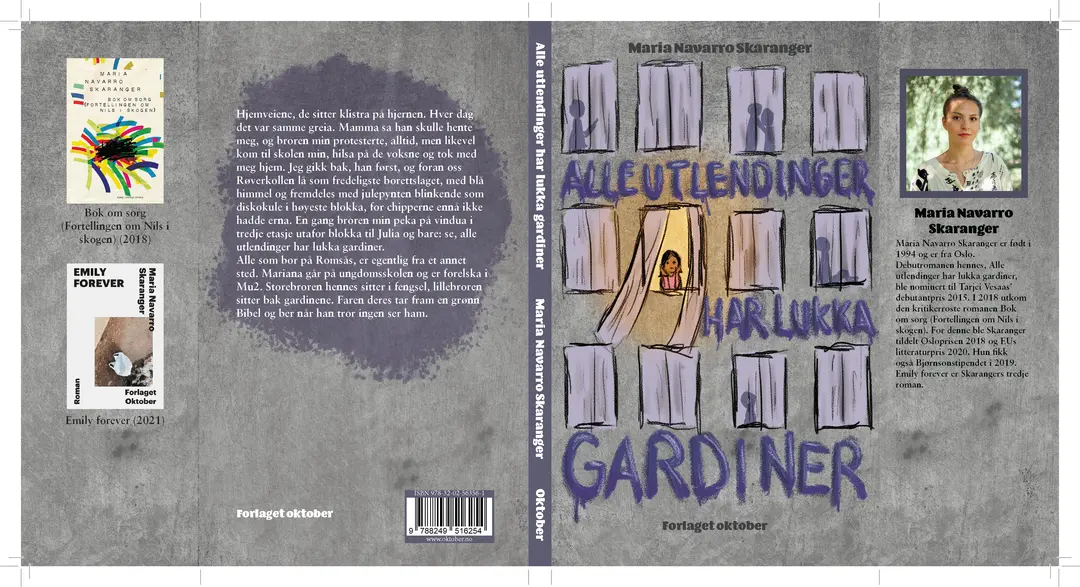 MARIA
NAVARRO
SKARANGER
BOK OM SORG
(FORTELLINGEN OM
NILS I SKOGEN)
Bok om sorg
(Fortellingen om Nils i
skogen) (2018)
EMILY
FOREVER
Maria Navarro
Skaranger
Roman
Forlaget
Oktober
Emily forever (2021)
Hjemveiene, de sitter klistra på hjernen. Hver dag
det var samme greia. Mamma sa han skulle hente
meg, og broren min protesterte, alltid, men likevel
kom til skolen min, hilsa på de voksne og tok med
meg hjem. Jeg gikk bak, han først, og foran oss
Røverkollen lå som fredeligste borettslaget, med blå
himmel og fremdeles med julepynten blinkende som
diskokule i høyeste blokka, for chipperne ennå ikke
hadde erna. En gang broren min peka på vindua i
tredje etasje utafor blokka til Julia og bare: se, alle
utlendinger har lukka gardiner.
Alle som bor på Romsås, er egentlig fra et annet
sted. Mariana går på ungdomsskolen og er forelska i
Mu2. Storebroren hennes sitter i fengsel, lillebroren
sitter bak gardinene. Faren deres tar fram en grønn
Bibel og ber når han tror ingen ser ham.
Forlaget oktober
ISBN 978-32-02-56356-1
9 788249 516254
www.oktober.no
Alle utlendinger har lukka gardiner
Maria Navarro Skaranger
Oktober
Maria Navarro Skaranger
ALLE UTLENDINGER
HAR LUKKA
GARDINER
Forlaget oktober
Maria Navarro
Skaranger
Maria Navarro Skaranger er født i
1994 og er fra Oslo.
Debutromanen hennes, Alle
utlendinger har lukka gardiner,
ble nominert til Tarjei Vesaas'
debutantpris 2015. I 2018 utkom
den kritikerroste romanen Bok
om sorg (Fortellingen om Nils i
skogen). For denne ble Skaranger
tildelt Osloprisen 2018 og EUs
litteraturpris 2020. Hun fikk
også Bjørnsonstipendet i 2019.
Emily forever er Skarangers tredje
roman.